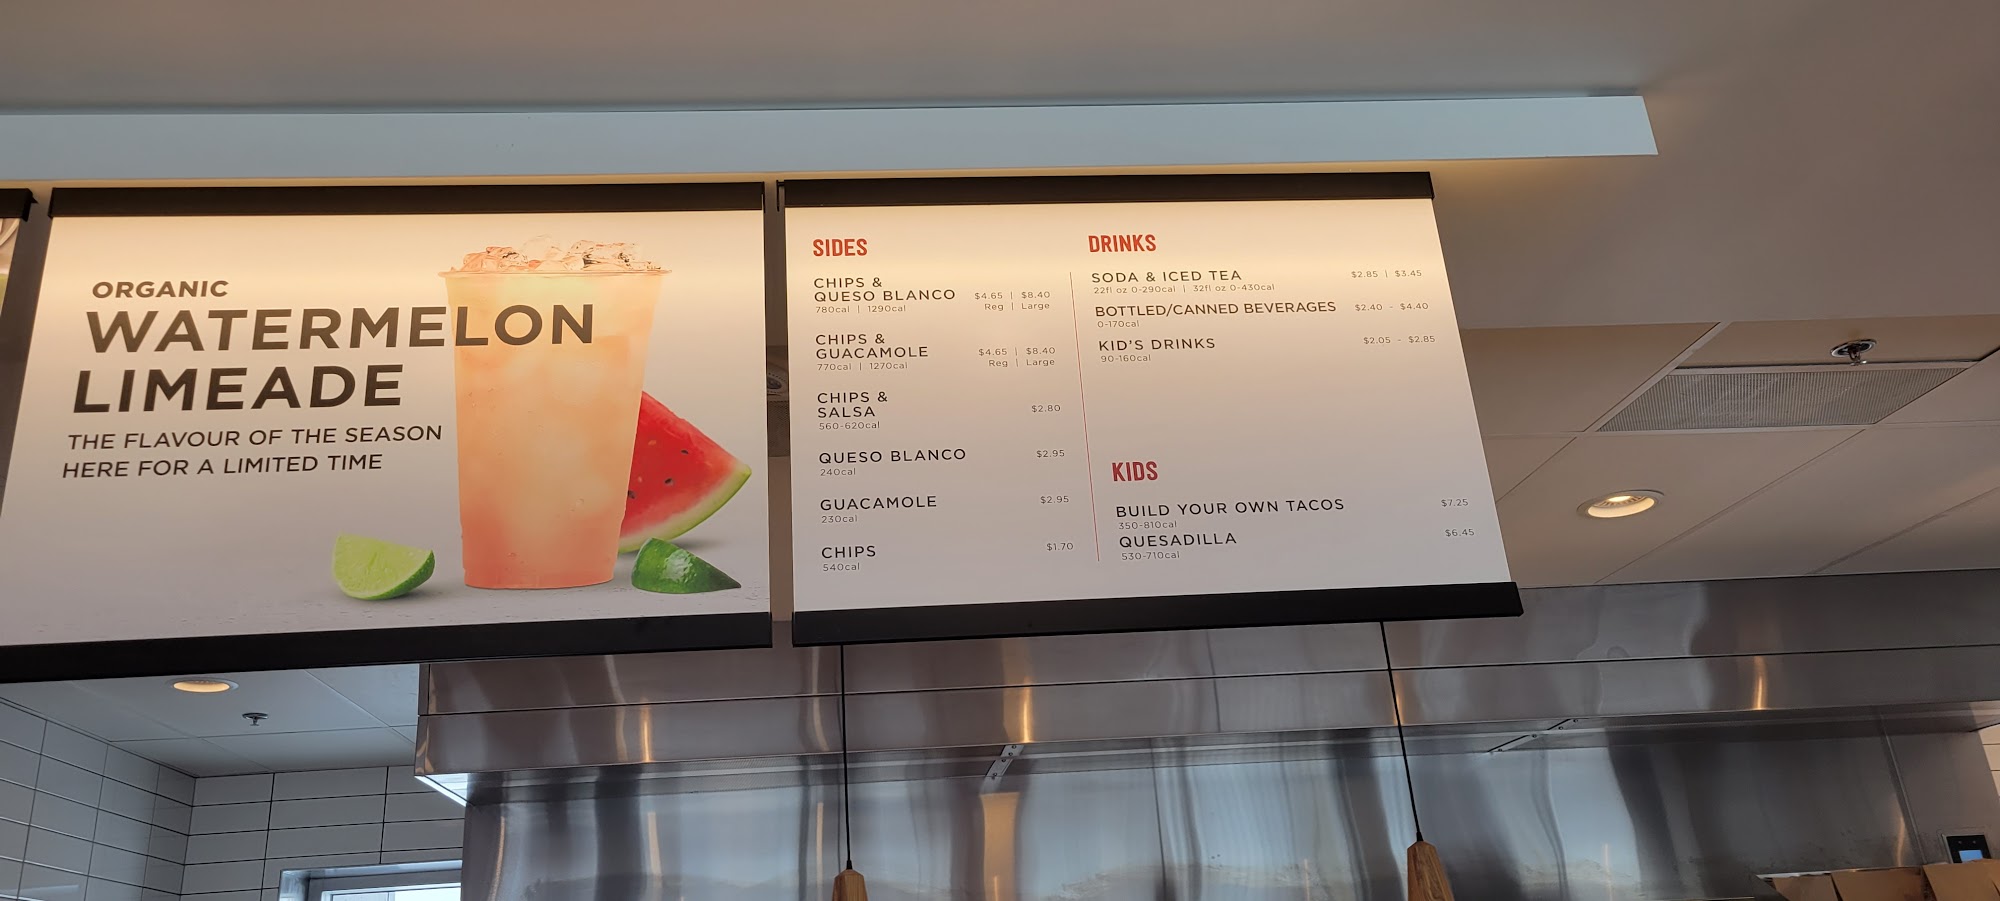 ORGANIC
WATERMELON
LIMEADE
THE FLAVOUR OF THE SEASON
HERE FOR A LIMITED TIME
SIDES
CHIPS &
QUESO BLANCO $4.65 | $8.40
780cal | 1290cal Reg | Large
CHIPS &
GUACAMOLE $4.65 | $8.40
770cal | 1270cal Reg | Large
CHIPS &
SALSA $2.80
560-620cal
QUESO BLANCO $2.95
240cal
GUACAMOLE $2.95
230cal
CHIPS $1.70
540cal
DRINKS
SODA & ICED TEA $2.85 | $3.45
22fl oz 0-290cal | 32fl oz 0-430cal
BOTTLED/CANNED BEVERAGES $2.40 - $4.40
0-170cal
KID'S DRINKS $2.05 - $2.85
90-160cal
KIDS
BUILD YOUR OWN TACOS $7.25
350-810cal
QUESADILLA $6.45
530-710cal